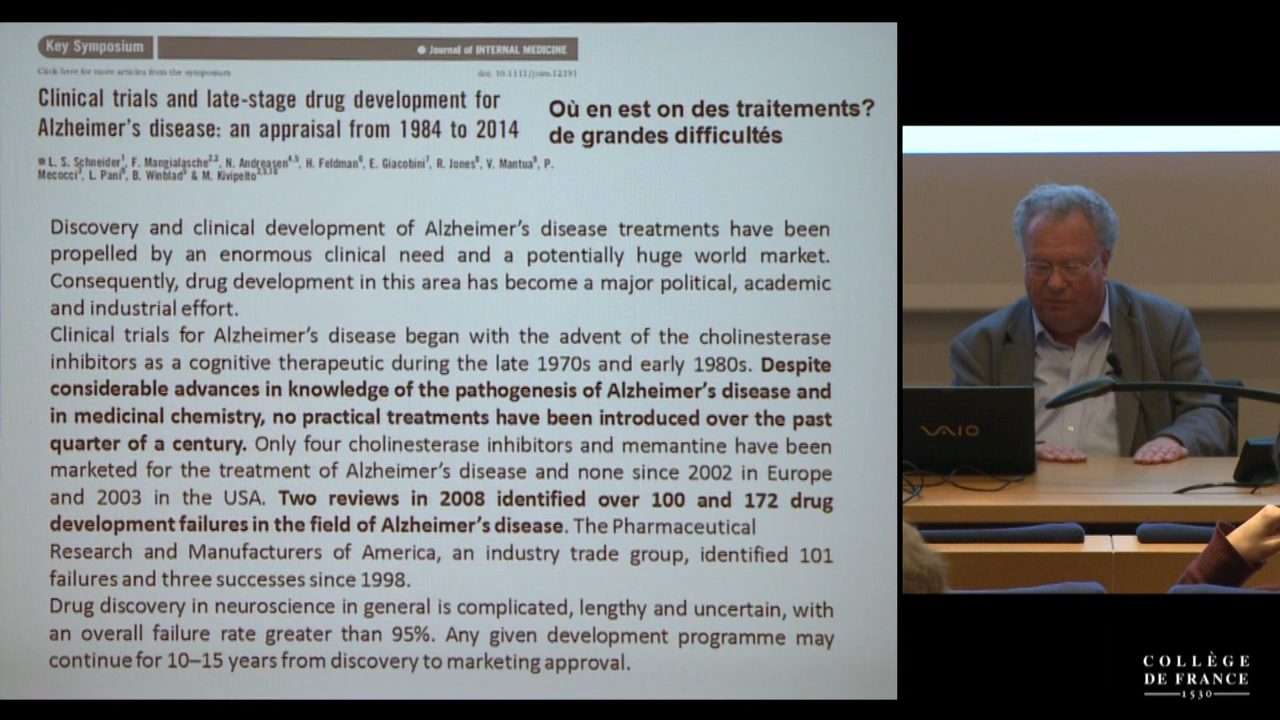 Key Symposium
Journal of INTERNAL MEDICINE
Click here for more articles from the symposium
doi: 10.1111/joim.12191
Clinical trials and late-stage drug development for
Alzheimer's disease: an appraisal from 1984 to 2014
Où en est on des traitements?
de grandes difficultés
L. S. Schneider1, F. Mangialasche2,3, N. Andreasen4,5, H. Feldman6, E. Giacobini7, R. Jones8, V. Mantua9, P.
Mecocci, L. Pani, B. Winblad & M. Kivipelto
Discovery and clinical development of Alzheimer's disease treatments have been
propelled by an enormous clinical need and a potentially huge world market.
Consequently, drug development in this area has become a major political, academic
and industrial effort.
Clinical trials for Alzheimer's disease began with the advent of the cholinesterase
inhibitors as a cognitive therapeutic during the late 1970s and early 1980s. Despite
considerable advances in knowledge of the pathogenesis of Alzheimer's disease and
in medicinal chemistry, no practical treatments have been introduced over the past
quarter of a century. Only four cholinesterase inhibitors and memantine have been
marketed for the treatment of Alzheimer's disease and none since 2002 in Europe
and 2003 in the USA. Two reviews in 2008 identified over 100 and 172 drug
development failures in the field of Alzheimer's disease. The Pharmaceutical
Research and Manufacturers of America, an industry trade group, identified 101
failures and three successes since 1998.
Drug discovery in neuroscience in general is complicated, lengthy and uncertain, with
an overall failure rate greater than 95%. Any given development programme may
continue for 10–15 years from discovery to marketing approval.
VAIO
COLLÈGE
DE FRANCE
1530